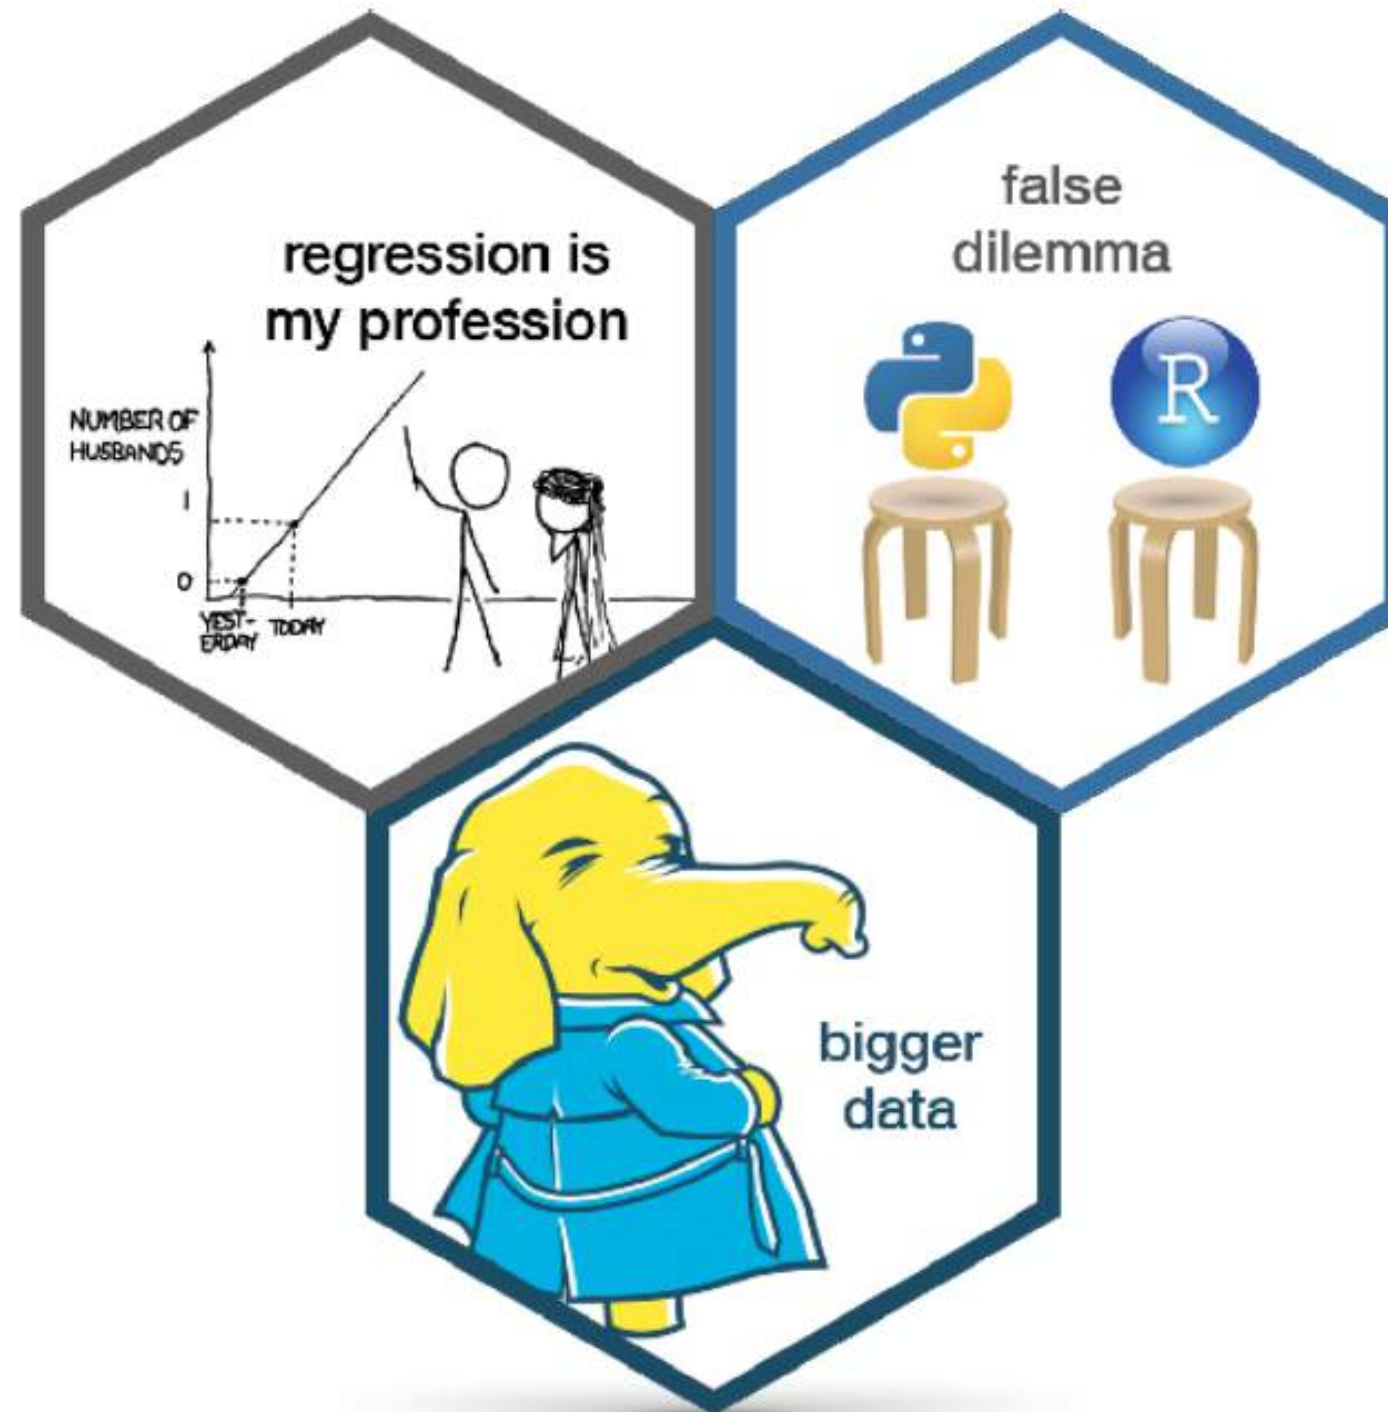 regression is
my profession
NUMBER OF
HUSBANDS
1
0
YEST-
ERDAY
TODAY
false
dilemma
R
bigger
data